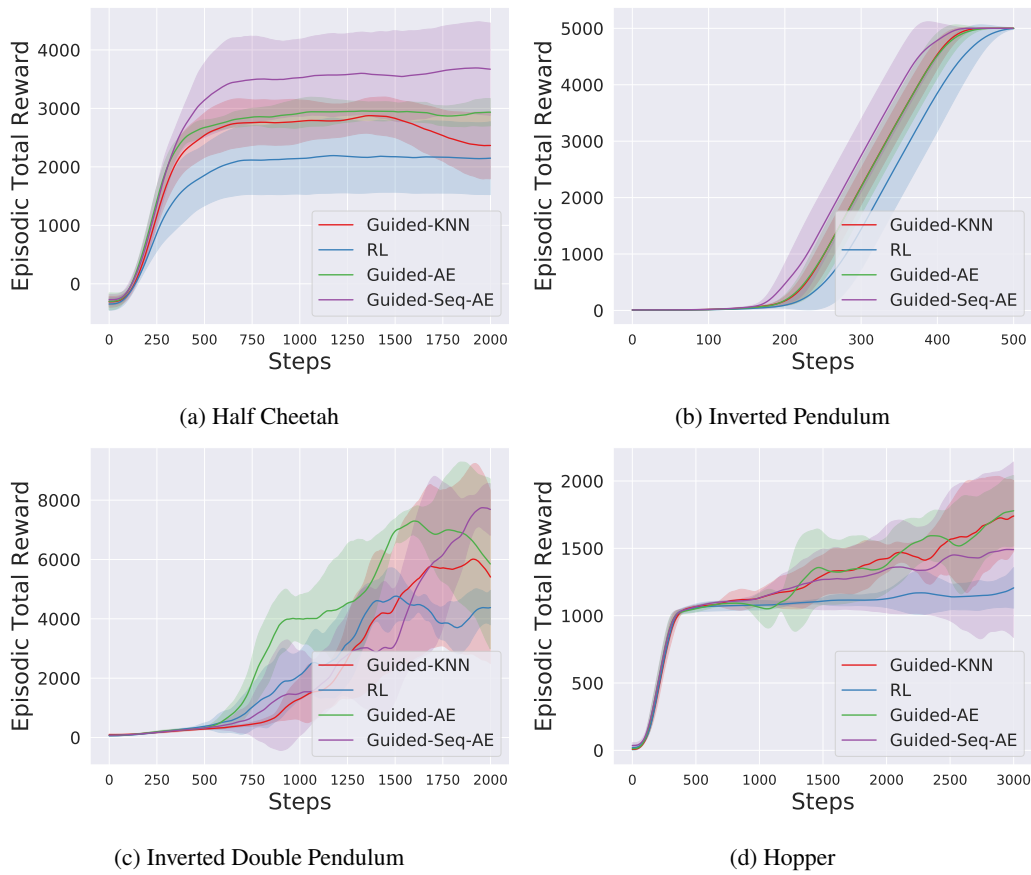 Episodic Total Reward
4000
3000
2000
1000
0
0 250 500 750 1000 1250 1500 1750 2000
Steps
Guided-KNN
RL
Guided-AE
Guided-Seq-AE
(a) Half Cheetah
Episodic Total Reward
5000
4000
3000
2000
1000
0
0 100 200 300 400 500
Steps
Guided-KNN
RL
Guided-AE
Guided-Seq-AE
(b) Inverted Pendulum
Episodic Total Reward
8000
6000
4000
2000
0
0 250 500 750 1000 1250 1500 1750 2000
Steps
Guided-KNN
RL
Guided-AE
Guided-Seq-AE
(c) Inverted Double Pendulum
Episodic Total Reward
2000
1500
1000
500
0
0 500 1000 1500 2000 2500 3000
Steps
Guided-KNN
RL
Guided-AE
Guided-Seq-AE
(d) Hopper